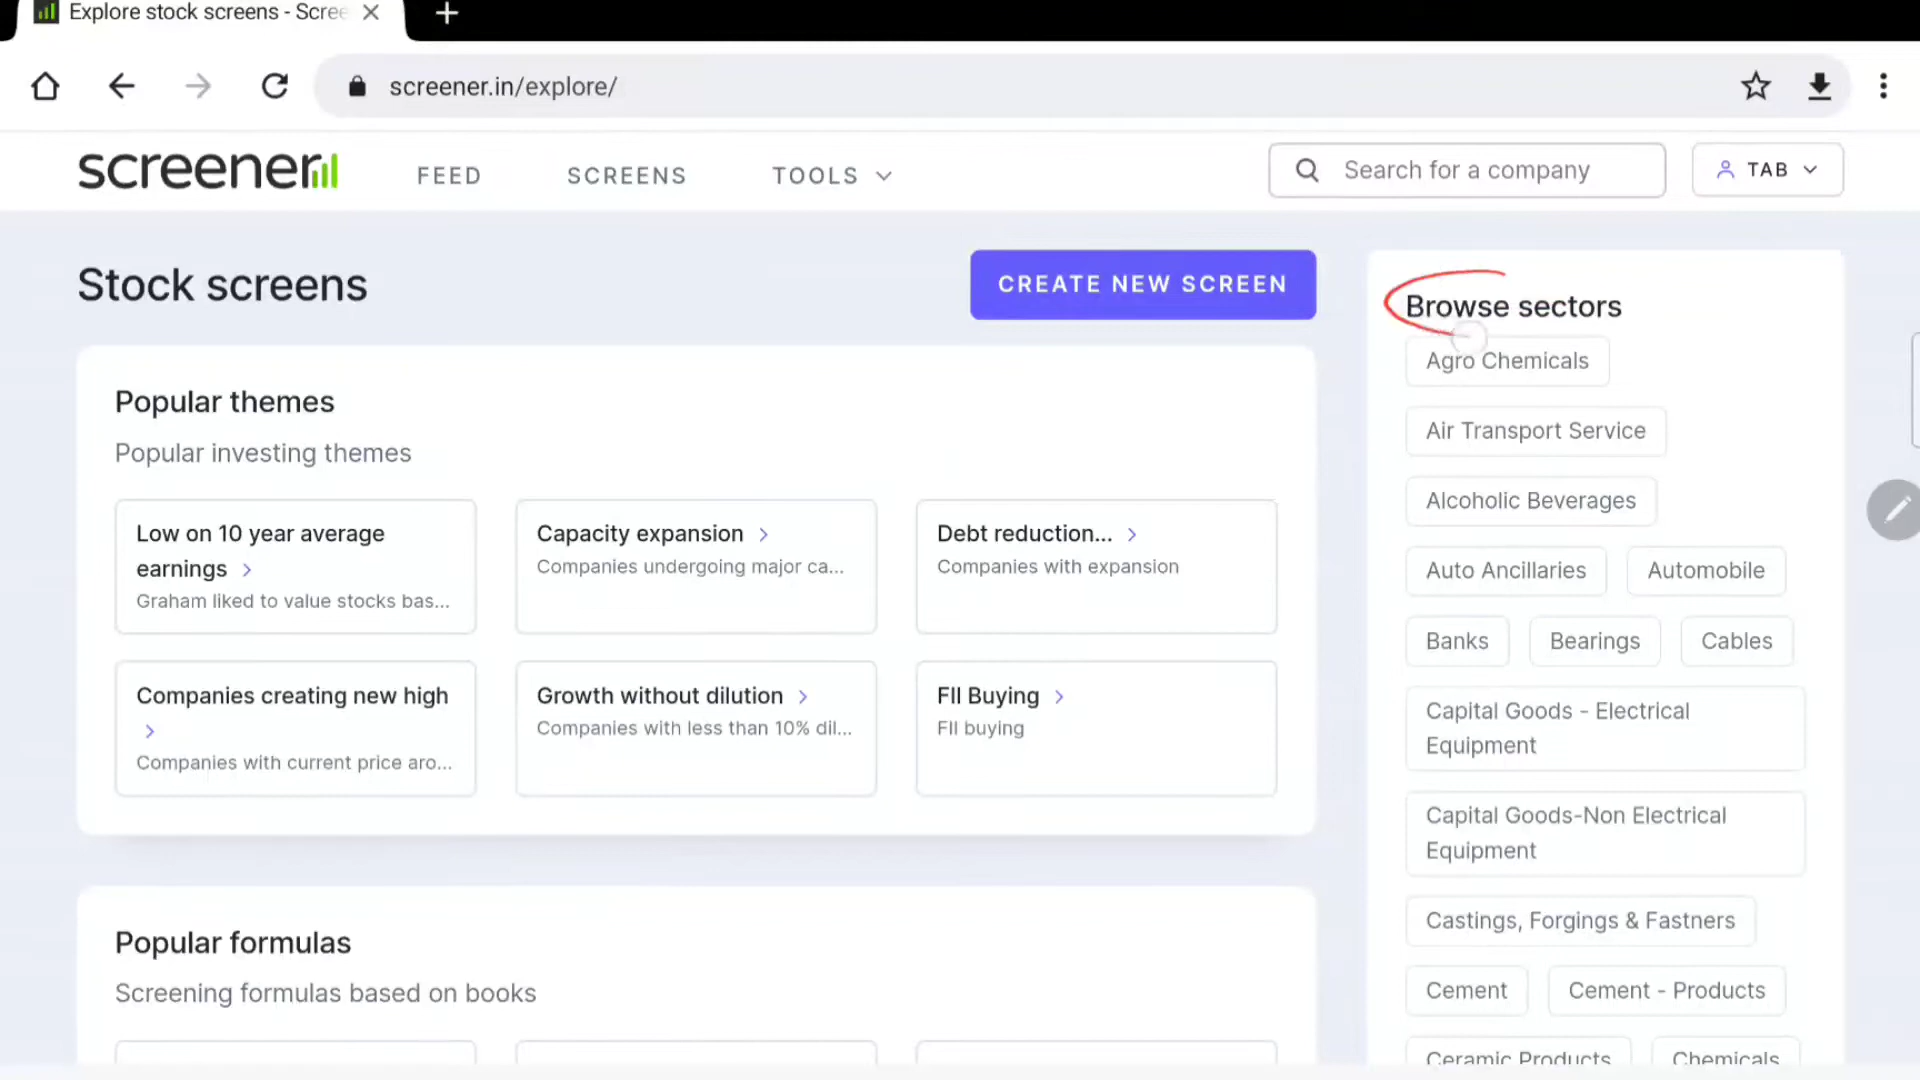 Explore stock screens - Scree
screener.in/explore/
screener
FEED
SCREENS
TOOLS
Search for a company
TAB
Stock screens
CREATE NEW SCREEN
Popular themes
Popular investing themes
Low on 10 year average
earnings
Graham liked to value stocks bas...
Capacity expansion
Companies undergoing major ca...
Debt reduction...
Companies with expansion
Companies creating new high
Companies with current price aro...
Growth without dilution
Companies with less than 10% dil...
FII Buying
FII buying
Popular formulas
Screening formulas based on books
Browse sectors
Agro Chemicals
Air Transport Service
Alcoholic Beverages
Auto Ancillaries
Automobile
Banks
Bearings
Cables
Capital Goods - Electrical
Equipment
Capital Goods-Non Electrical
Equipment
Castings, Forgings & Fastners
Cement
Cement - Products
Ceramic Products
Chemicals